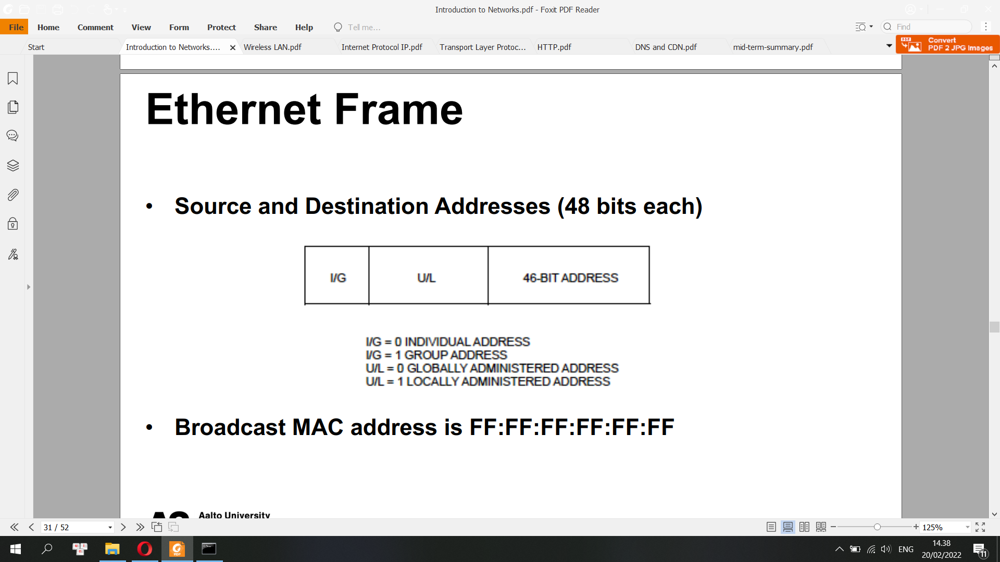 Introduction to Networks.pdf - Foxit PDF Reader
File Home Comment View Form Protect Share Help Tell me... Find
Start Introduction to Networks.... Wireless LAN.pdf Internet Protocol IP.pdf Transport Layer Protoc... HTTP.pdf DNS and CDN.pdf mid-term-summary.pdf
PDF Convert
PDF 2 JPG Images
Ethernet Frame
• Source and Destination Addresses (48 bits each)
I/G U/L 46-BIT ADDRESS
I/G = 0 INDIVIDUAL ADDRESS
I/G = 1 GROUP ADDRESS
U/L = 0 GLOBALLY ADMINISTERED ADDRESS
U/L = 1 LOCALLY ADMINISTERED ADDRESS
• Broadcast MAC address is FF:FF:FF:FF:FF:FF
Aalto University
31 / 52 125%
14.38
ENG
20/02/2022
11